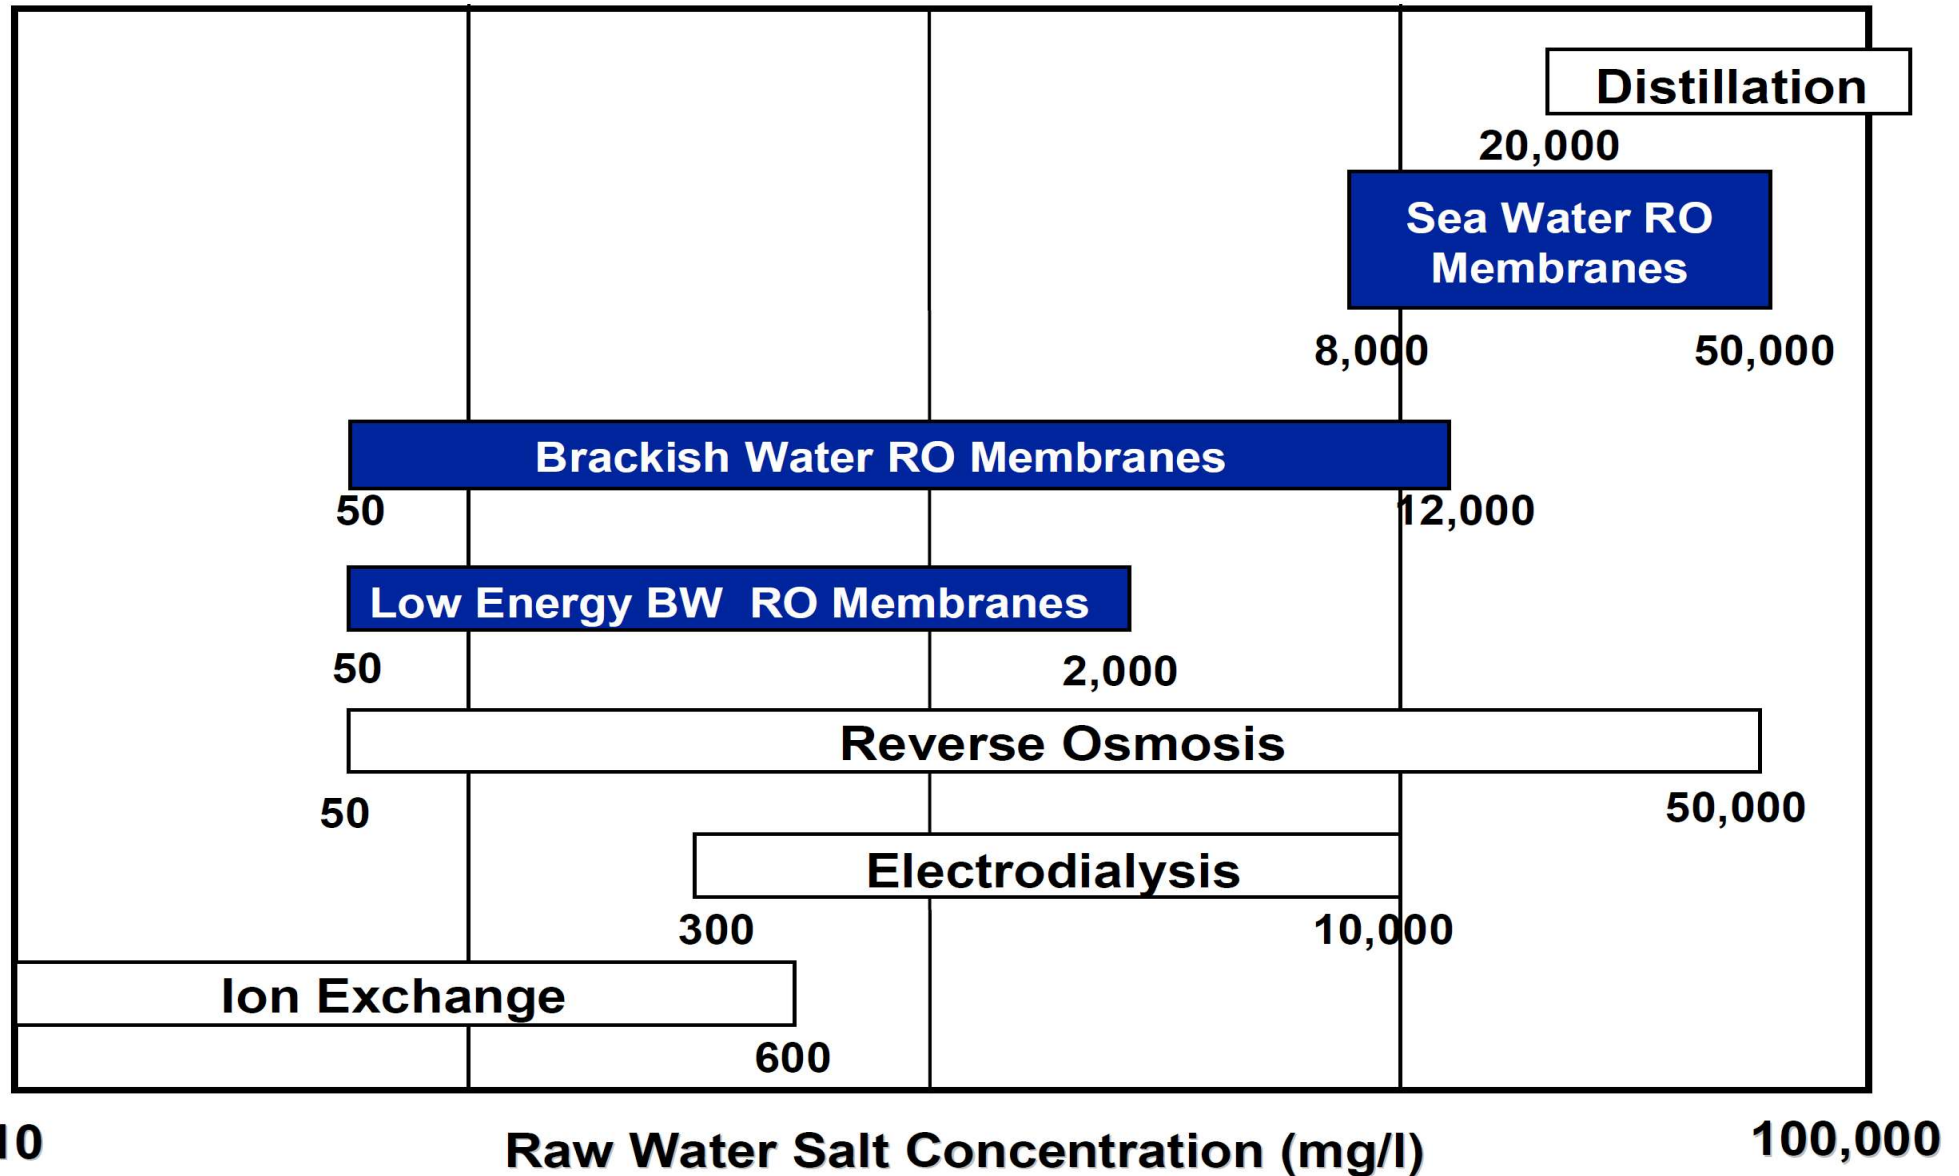 Distillation
20,000
Sea Water RO
Membranes
8,000
50,000
Brackish Water RO Membranes
50
12,000
Low Energy BW RO Membranes
50
2,000
Reverse Osmosis
50
50,000
Electrodialysis
300
10,000
Ion Exchange
600
10
Raw Water Salt Concentration (mg/l)
100,000